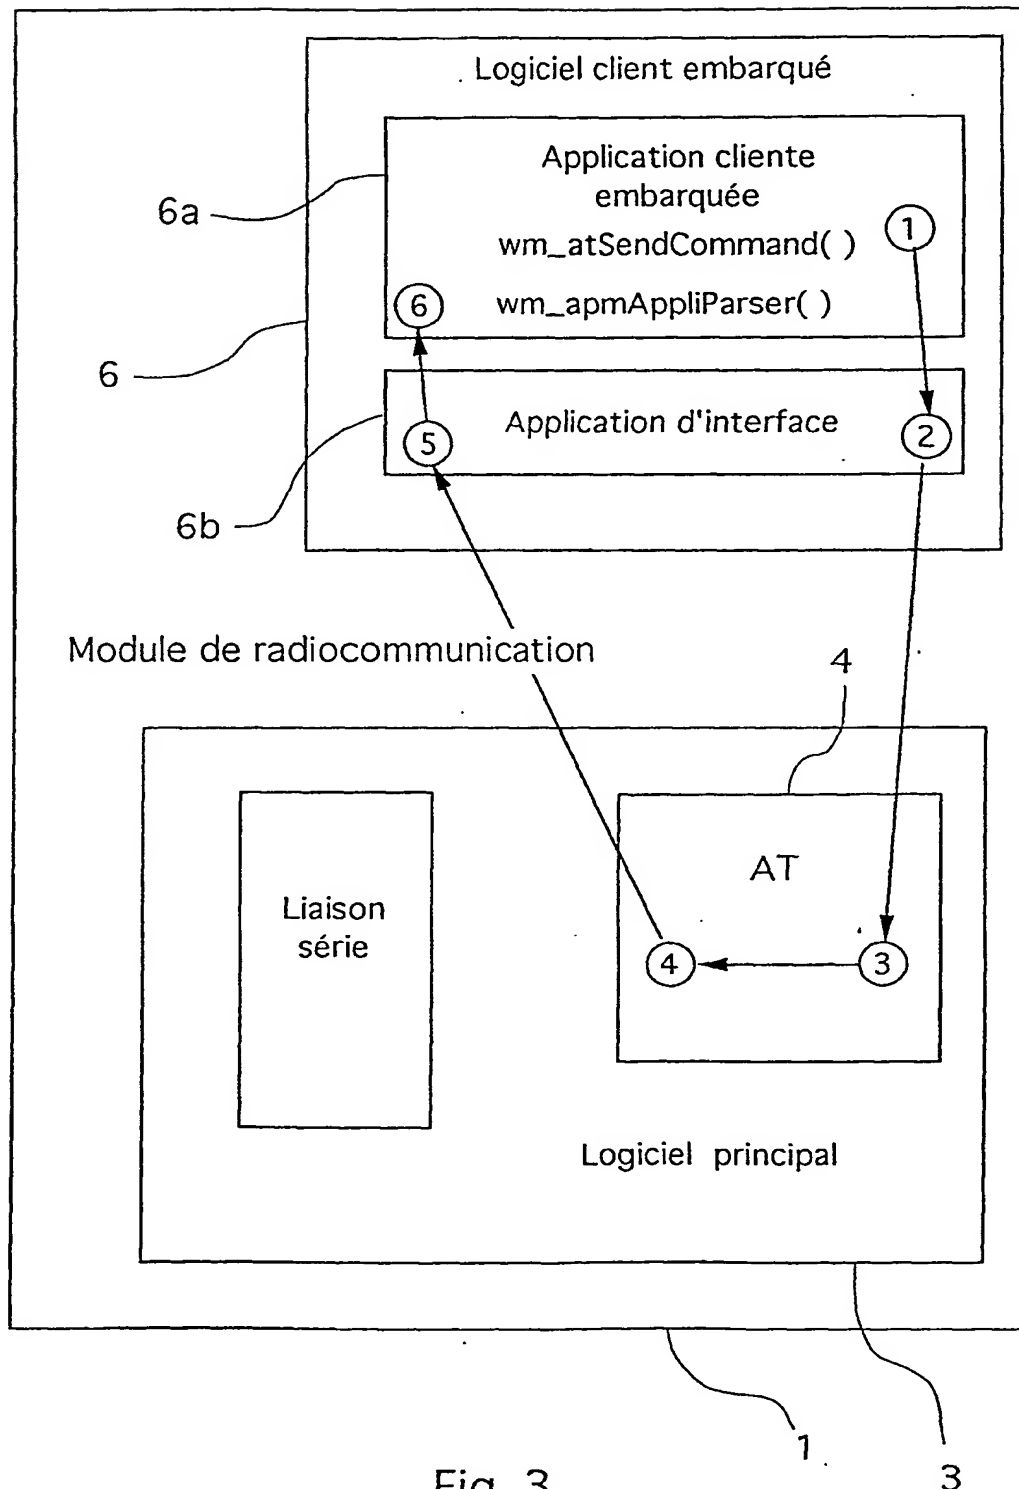 Logiciel client embarqué
Application cliente
embarquée
6a
1
wm_atSendCommand( )
6
wm_apmAppliParser( )
6
Application d'interface
5
2
6b
Module de radiocommunication
4
AT
Liaison
série
4
3
Logiciel principal
1
3
Fig. 3